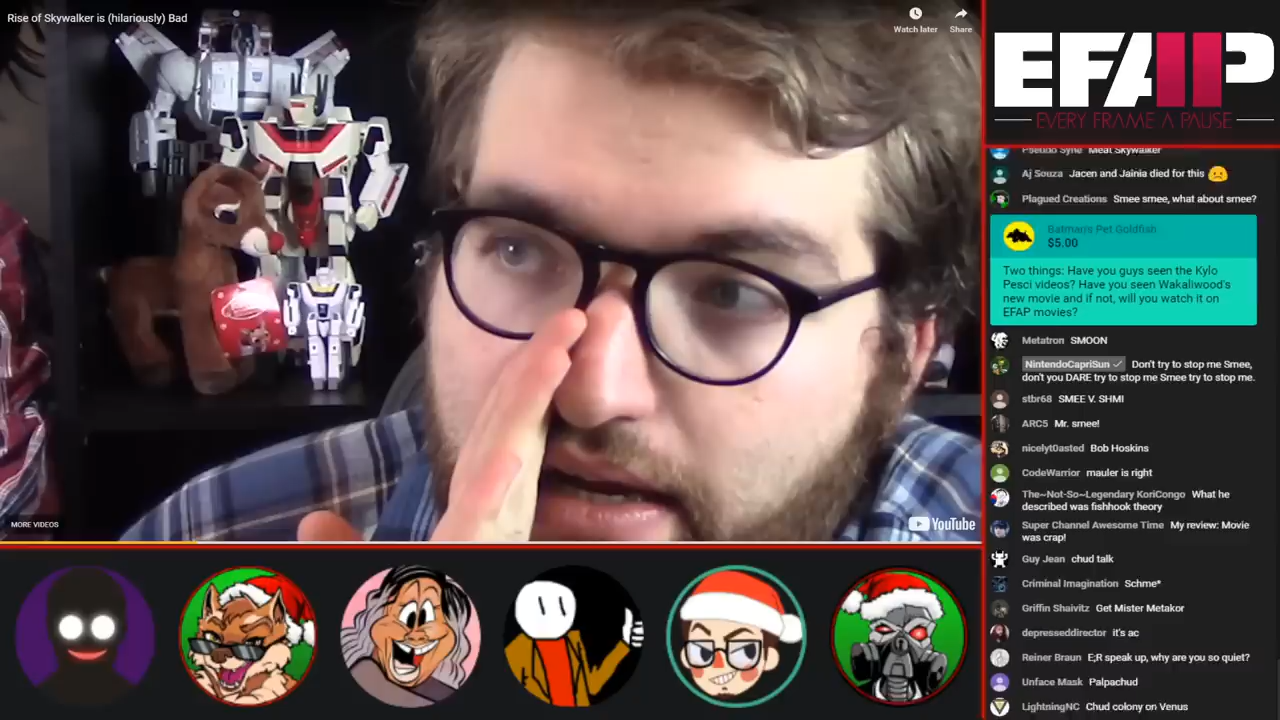 Rise of Skywalker is (hilariously) Bad
Watch later
Share
MORE VIDEOS
YouTube
EFAP
EVERY FRAME A PAUSE
Pseudo Syne Meat Skywalker
Aj Souza Jacen and Jainia died for this
Plagued Creations Smee smee, what about smee?
Batman's Pet Goldfish
$5.00
Two things: Have you guys seen the Kylo
Pesci videos? Have you seen Wakaliwood's
new movie and if not, will you watch it on
EFAP movies?
Metatron SMOON
NintendoCapriSun Don't try to stop me Smee,
don't you DARE try to stop me Smee try to stop me.
stbr68 SMEE V. SHMI
ARC5 Mr. smee!
nicelyt0asted Bob Hoskins
CodeWarrior mauler is right
The~Not~So~Legendary KoriCongo What he
described was fishhook theory
Super Channel Awesome Time My review: Movie
was crap!
Guy Jean chud talk
Criminal Imagination Schme*
Griffin Shaivitz Get Mister Metakor
depresseddirector it's ac
Reiner Braun E;R speak up, why are you so quiet?
Unface Mask Palpachud
LightningNC Chud colony on Venus